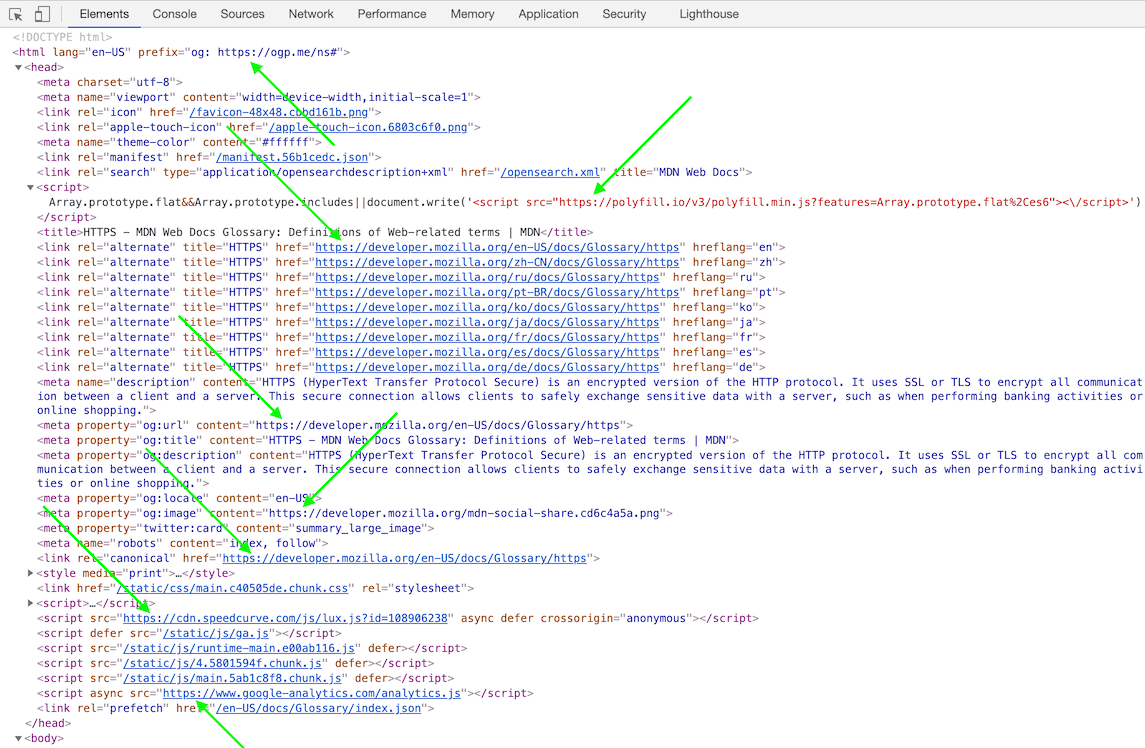 Elements Console Sources Network Performance Memory Application Security Lighthouse
<!DOCTYPE html>
<html lang="en-US" prefix="og: https://ogp.me/ns#">
▼<head>
<meta charset="utf-8">
<meta name="viewport" content="width=device-width,initial-scale=1">
<link rel="icon" href="/favicon-48x48.cbbd161b.png">
<link rel="apple-touch-icon" href="/apple-touch-icon.6803c6f0.png">
<meta name="theme-color" content="#ffffff">
<link rel="manifest" href="/manifest.56b1cedc.json">
<link rel="search" type="application/opensearchdescription+xml" href="/opensearch.xml" title="MDN Web Docs">
▼<script>
Array.prototype.flat&&Array.prototype.includes||document.write('<script src="https://polyfill.io/v3/polyfill.min.js?features=Array.prototype.flat%2Ces6"><\/script>')
</script>
<title>HTTPS - MDN Web Docs Glossary: Definitions of Web-related terms | MDN</title>
<link rel="alternate" title="HTTPS" href="https://developer.mozilla.org/en-US/docs/Glossary/https" hreflang="en">
<link rel="alternate" title="HTTPS" href="https://developer.mozilla.org/zh-CN/docs/Glossary/https" hreflang="zh">
<link rel="alternate" title="HTTPS" href="https://developer.mozilla.org/ru/docs/Glossary/https" hreflang="ru">
<link rel="alternate" title="HTTPS" href="https://developer.mozilla.org/pt-BR/docs/Glossary/https" hreflang="pt">
<link rel="alternate" title="HTTPS" href="https://developer.mozilla.org/ko/docs/Glossary/https" hreflang="ko">
<link rel="alternate" title="HTTPS" href="https://developer.mozilla.org/ja/docs/Glossary/https" hreflang="ja">
<link rel="alternate" title="HTTPS" href="https://developer.mozilla.org/fr/docs/Glossary/https" hreflang="fr">
<link rel="alternate" title="HTTPS" href="https://developer.mozilla.org/es/docs/Glossary/https" hreflang="es">
<link rel="alternate" title="HTTPS" href="https://developer.mozilla.org/de/docs/Glossary/https" hreflang="de">
<meta name="description" content="HTTPS (HyperText Transfer Protocol Secure) is an encrypted version of the HTTP protocol. It uses SSL or TLS to encrypt all communicat
ion between a client and a server. This secure connection allows clients to safely exchange sensitive data with a server, such as when performing banking activities or
online shopping.">
<meta property="og:url" content="https://developer.mozilla.org/en-US/docs/Glossary/https">
<meta property="og:title" content="HTTPS - MDN Web Docs Glossary: Definitions of Web-related terms | MDN">
<meta property="og:description" content="HTTPS (HyperText Transfer Protocol Secure) is an encrypted version of the HTTP protocol. It uses SSL or TLS to encrypt all com
munication between a client and a server. This secure connection allows clients to safely exchange sensitive data with a server, such as when performing banking activi
ties or online shopping.">
<meta property="og:locale" content="en-US">
<meta property="og:image" content="https://developer.mozilla.org/mdn-social-share.cd6c4a5a.png">
<meta property="twitter:card" content="summary_large_image">
<meta name="robots" content="index, follow">
<link rel="canonical" href="https://developer.mozilla.org/en-US/docs/Glossary/https">
▶<style media="print">…</style>
<link href="/static/css/main.c40505de.chunk.css" rel="stylesheet">
▶<script>…</script>
<script src="https://cdn.speedcurve.com/js/lux.js?id=108906238" async defer crossorigin="anonymous"></script>
<script defer src="/static/js/ga.js"></script>
<script src="/static/js/runtime-main.e00ab116.js" defer></script>
<script src="/static/js/4.5801594f.chunk.js" defer></script>
<script src="/static/js/main.5ab1c8f8.chunk.js" defer></script>
<script async src="https://www.google-analytics.com/analytics.js"></script>
<link rel="prefetch" href="/en-US/docs/Glossary/index.json">
</head>
▼<body>